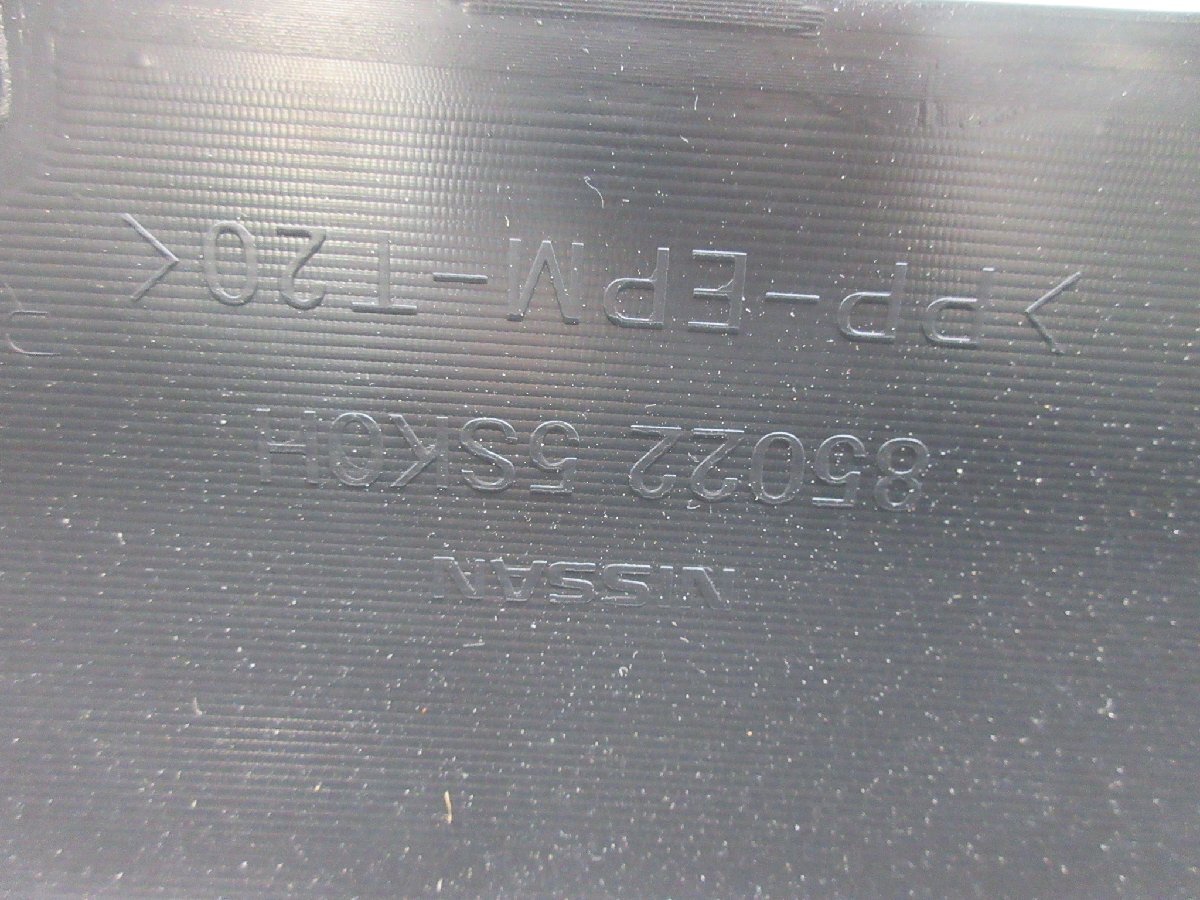 NISSAN
85022 5SK0H
>PP-EPM-T20<